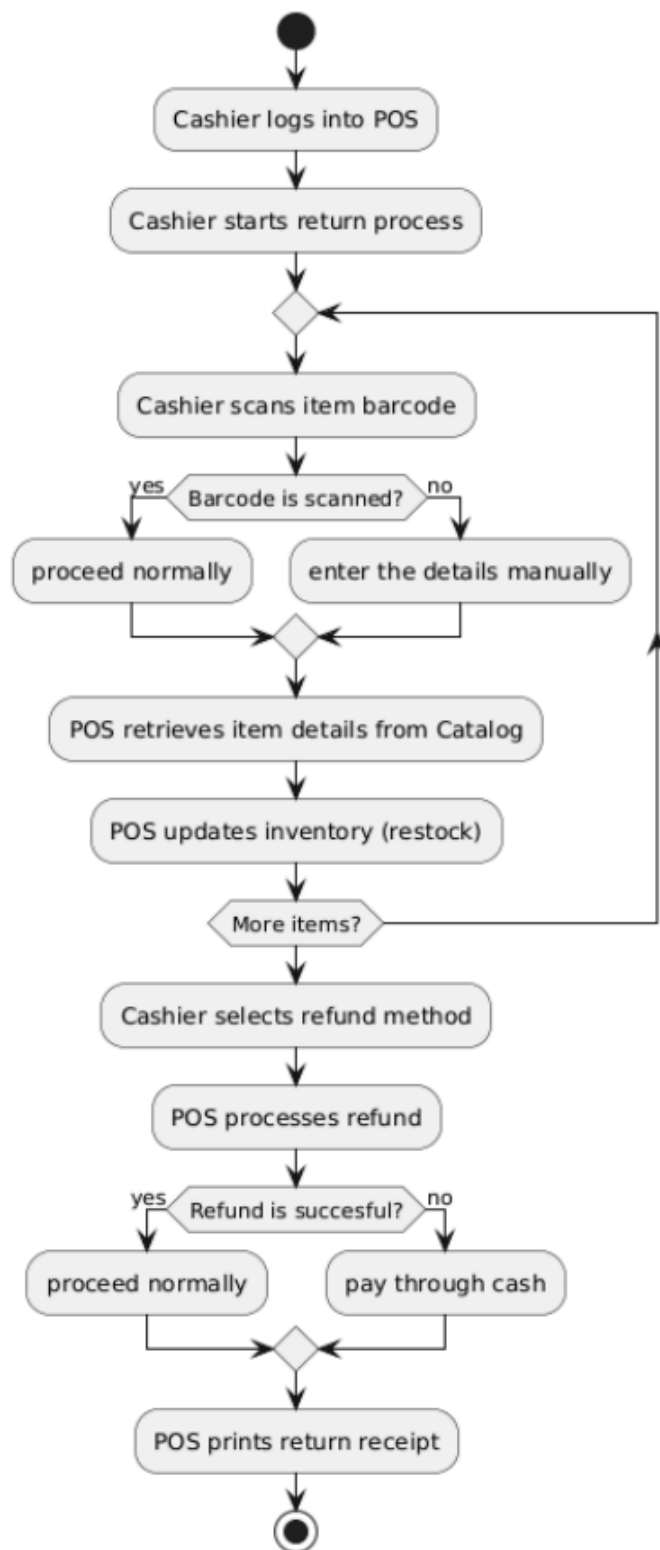 Cashier logs into POS
Cashier starts return process
Cashier scans item barcode
yes
Barcode is scanned?
no
proceed normally
enter the details manually
POS retrieves item details from Catalog
POS updates inventory (restock)
More items?
Cashier selects refund method
POS processes refund
yes
Refund is succesful?
no
proceed normally
pay through cash
POS prints return receipt